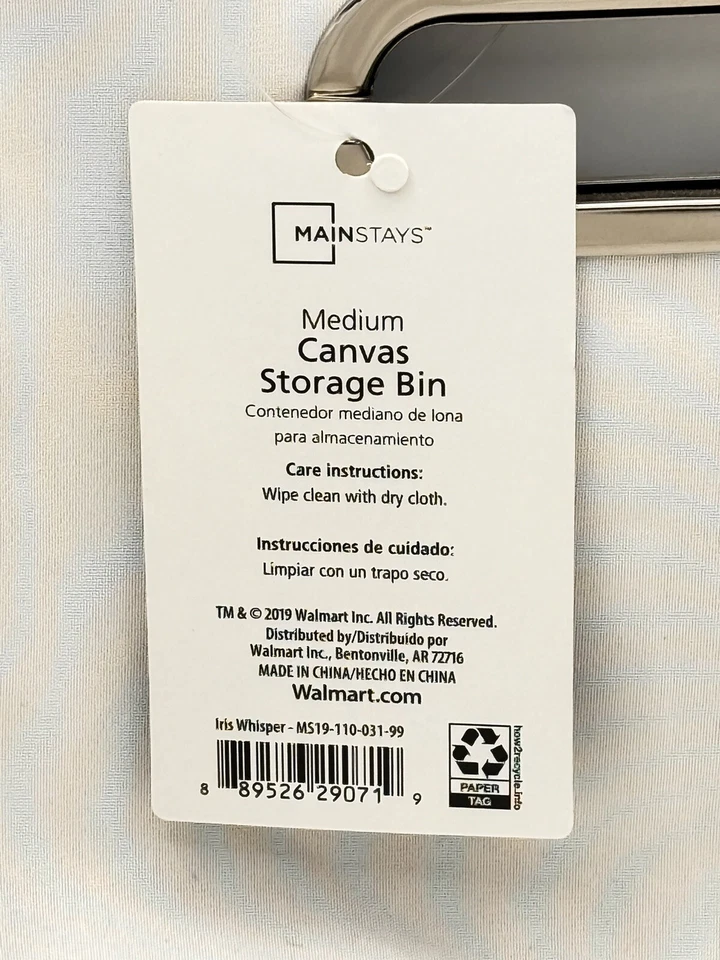 MAINSTAYS™
Medium
Canvas
Storage Bin
Contenedor mediano de lona
para almacenamiento
Care instructions:
Wipe clean with dry cloth.
Instrucciones de cuidado:
Limpiar con un trapo seco.
TM & © 2019 Walmart Inc. All Rights Reserved.
Distributed by/Distribuido por
Walmart Inc., Bentonville, AR 72716
MADE IN CHINA/HECHO EN CHINA
Walmart.com
Iris Whisper - MS19-110-031-99
8 89526 29071 9
PAPER
TAG
how2recycle.info